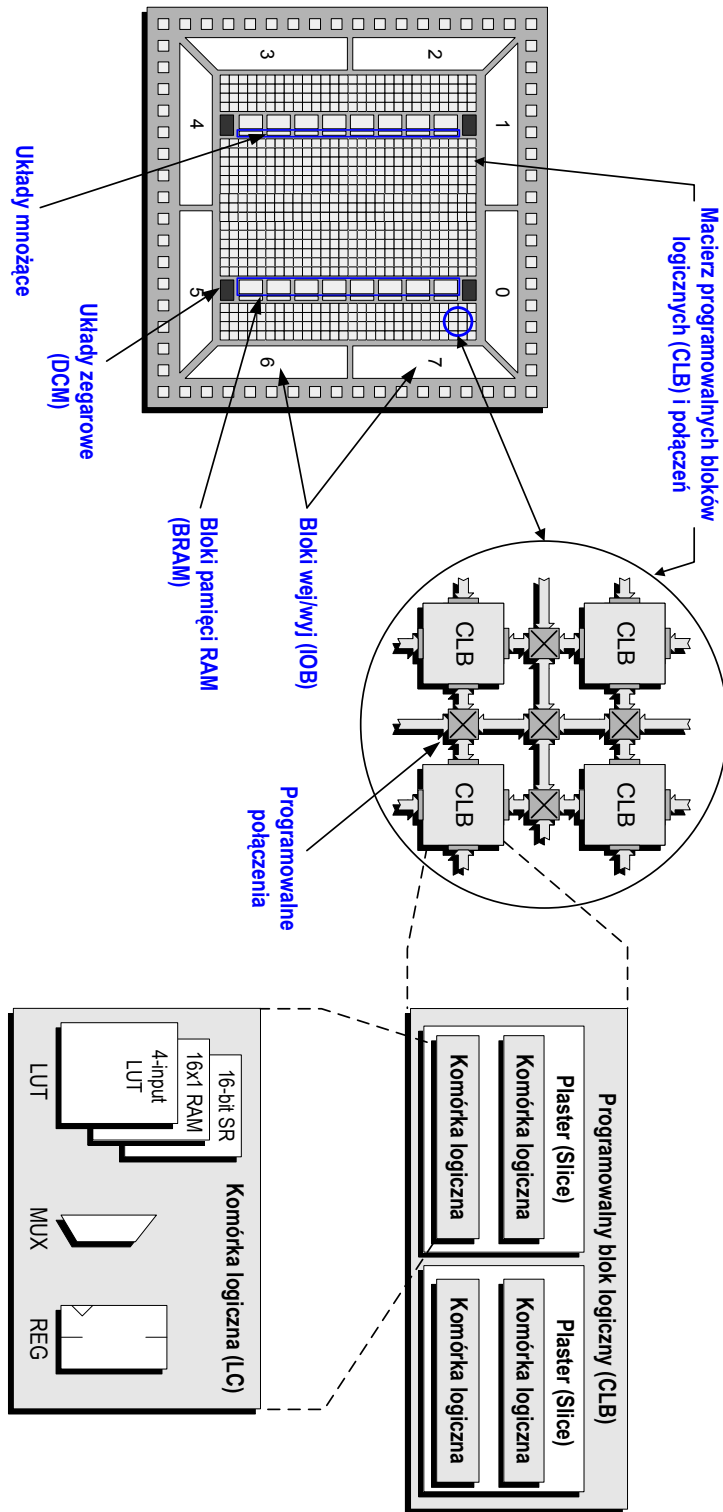 0
1
2
3
4
5
6
7
Macierz programowalnych bloków
logicznych (CLB) i połączeń
Układy mnożące
Układy zegarowe
(DCM)
Bloki pamięci RAM
(BRAM)
Bloki wej/wyj (IOB)
CLB
CLB
CLB
CLB
Programowalne
połączenia
Programowalny blok logiczny (CLB)
Plaster (Slice)
Komórka logiczna
Komórka logiczna
Plaster (Slice)
Komórka logiczna
Komórka logiczna
Komórka logiczna (LC)
16-bit SR
16x1 RAM
4-input
LUT
LUT
MUX
REG